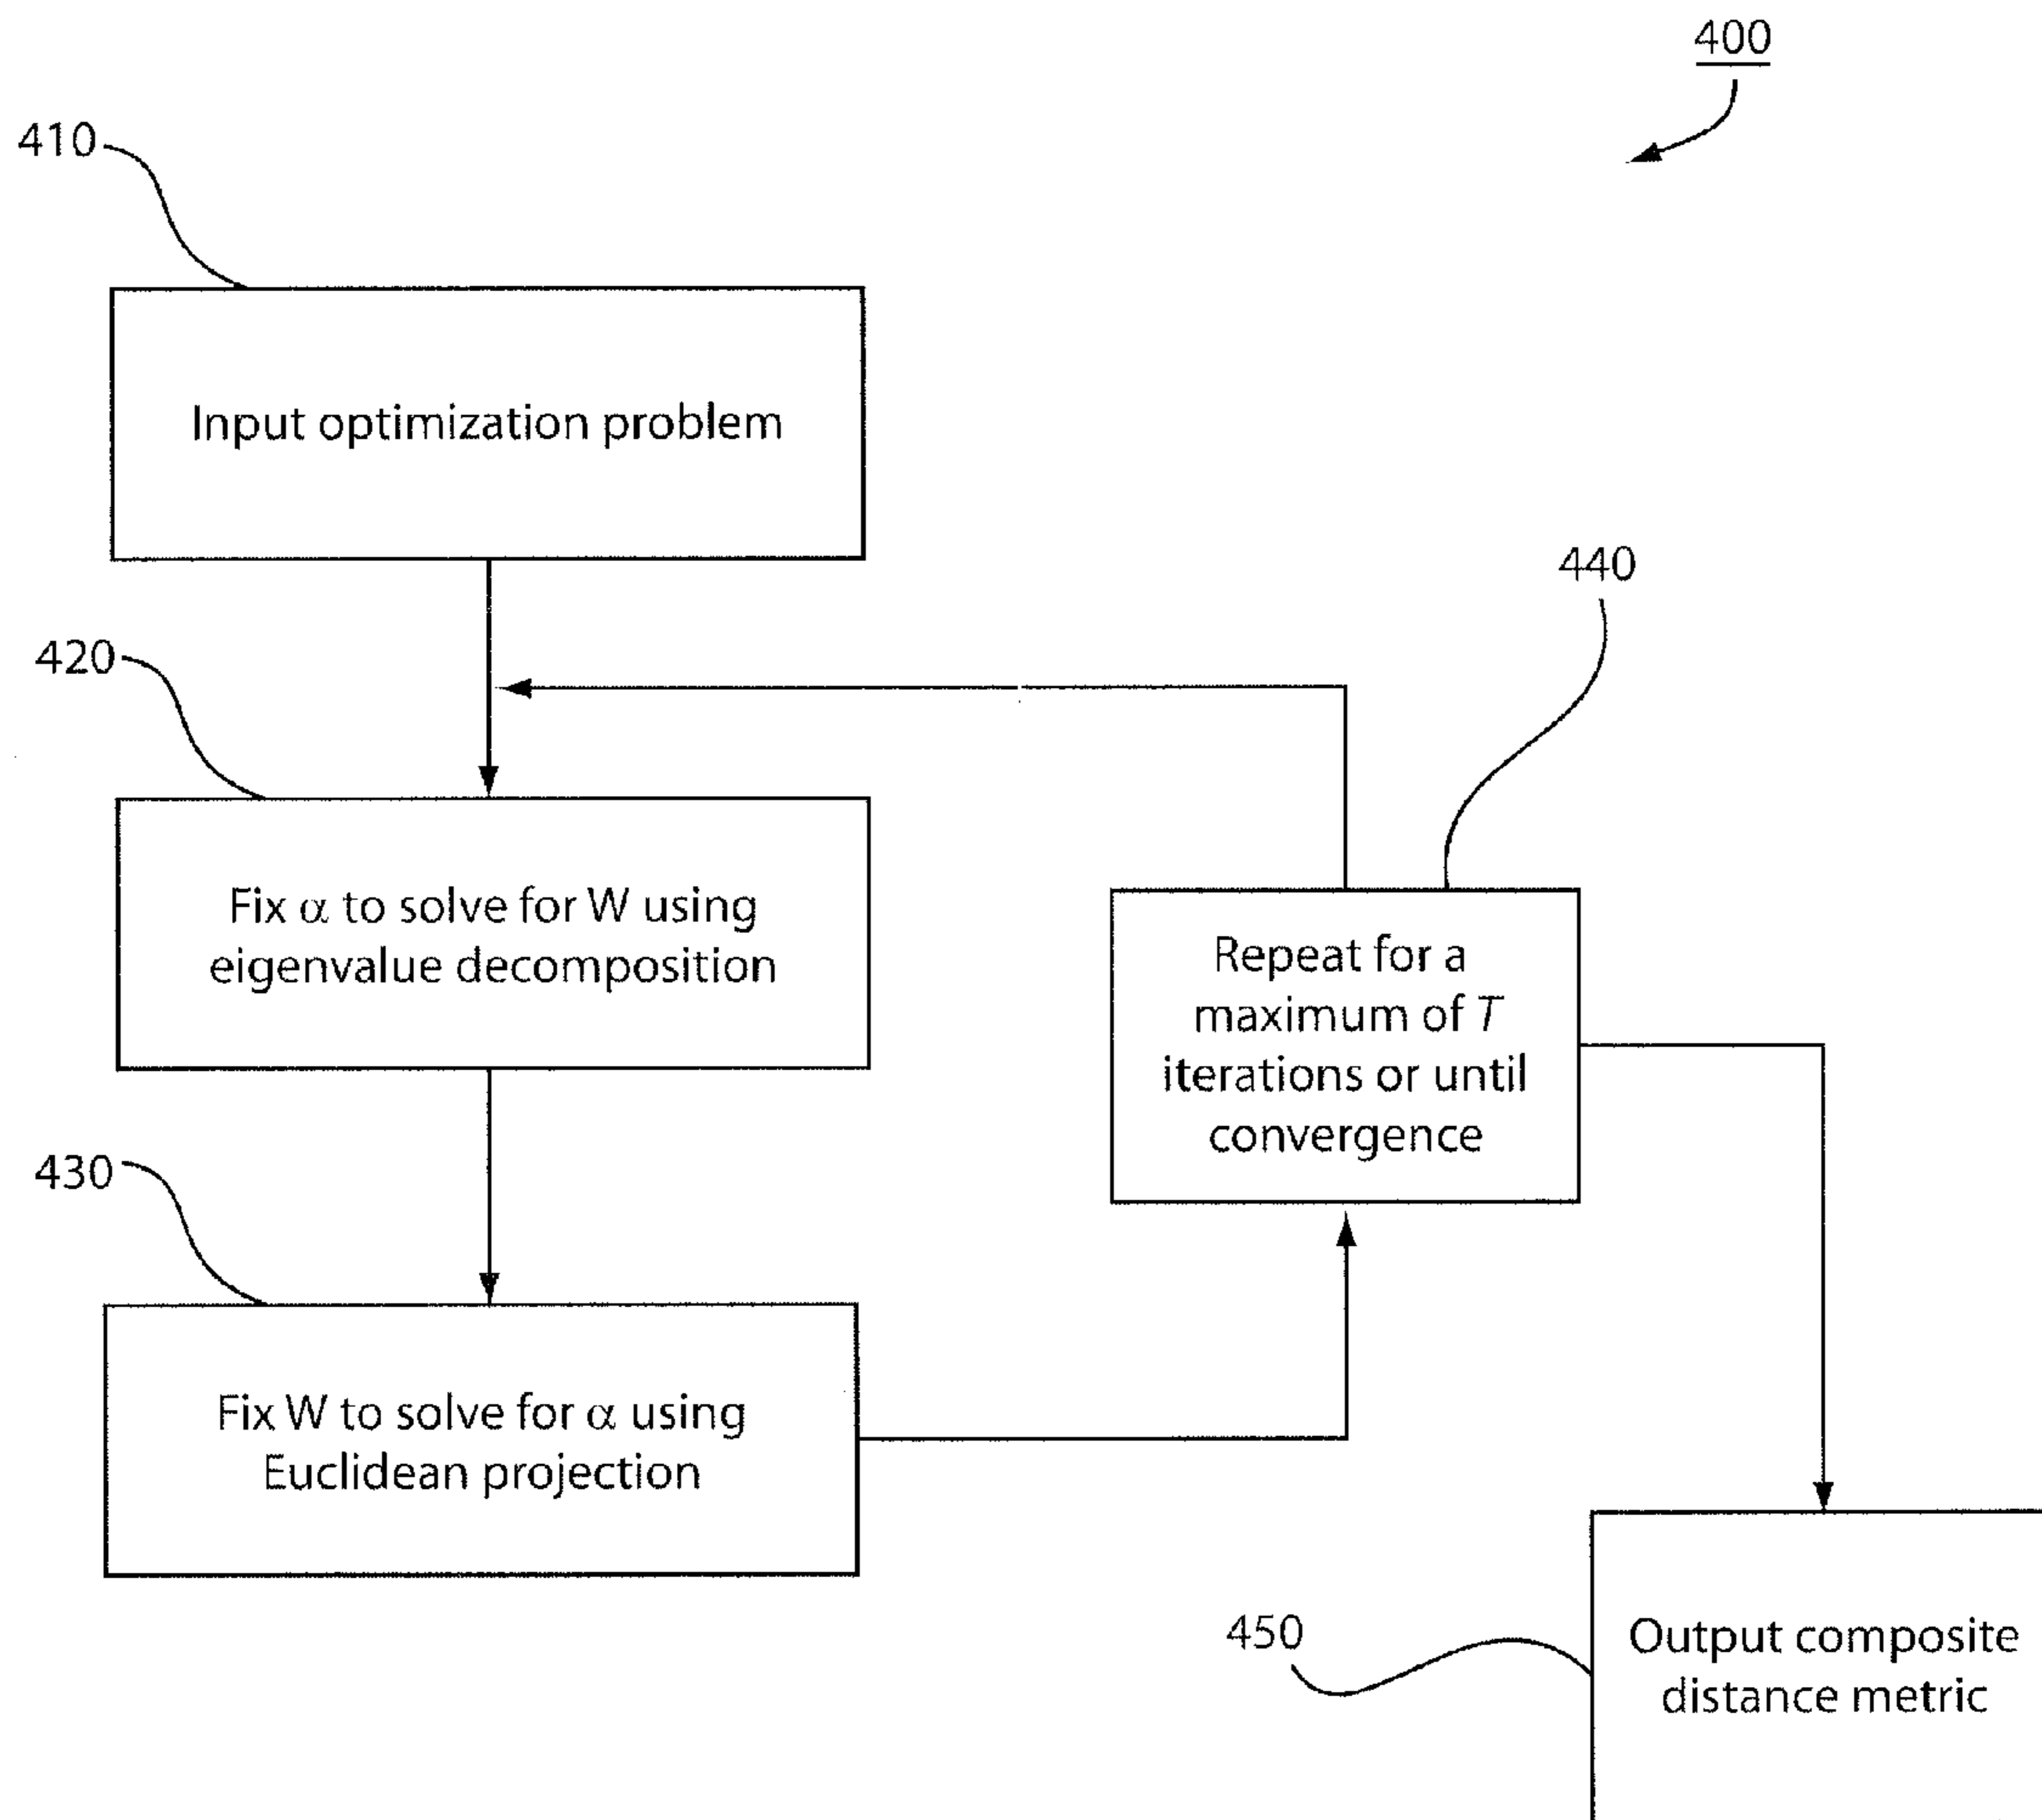 400
410
Input optimization problem
420
440
Fix α to solve for W using
eigenvalue decomposition
Repeat for a
maximum of T
iterations or until
convergence
430
Fix W to solve for α using
Euclidean projection
450
Output composite
distance metric